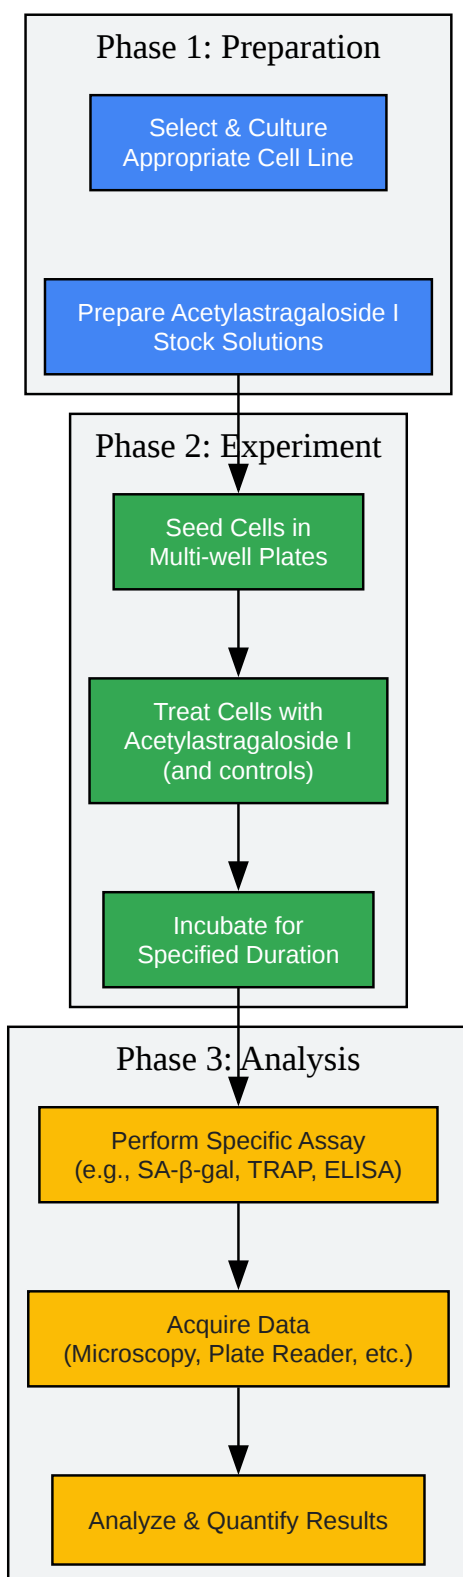 Phase 1: Preparation
Select & Culture
Appropriate Cell Line
Prepare Acetylastragaloside I
Stock Solutions
Phase 2: Experiment
Seed Cells in
Multi-well Plates
Treat Cells with
Acetylastragaloside I
(and controls)
Incubate for
Specified Duration
Phase 3: Analysis
Perform Specific Assay
(e.g., SA-β-gal, TRAP, ELISA)
Acquire Data
(Microscopy, Plate Reader, etc.)
Analyze & Quantify Results